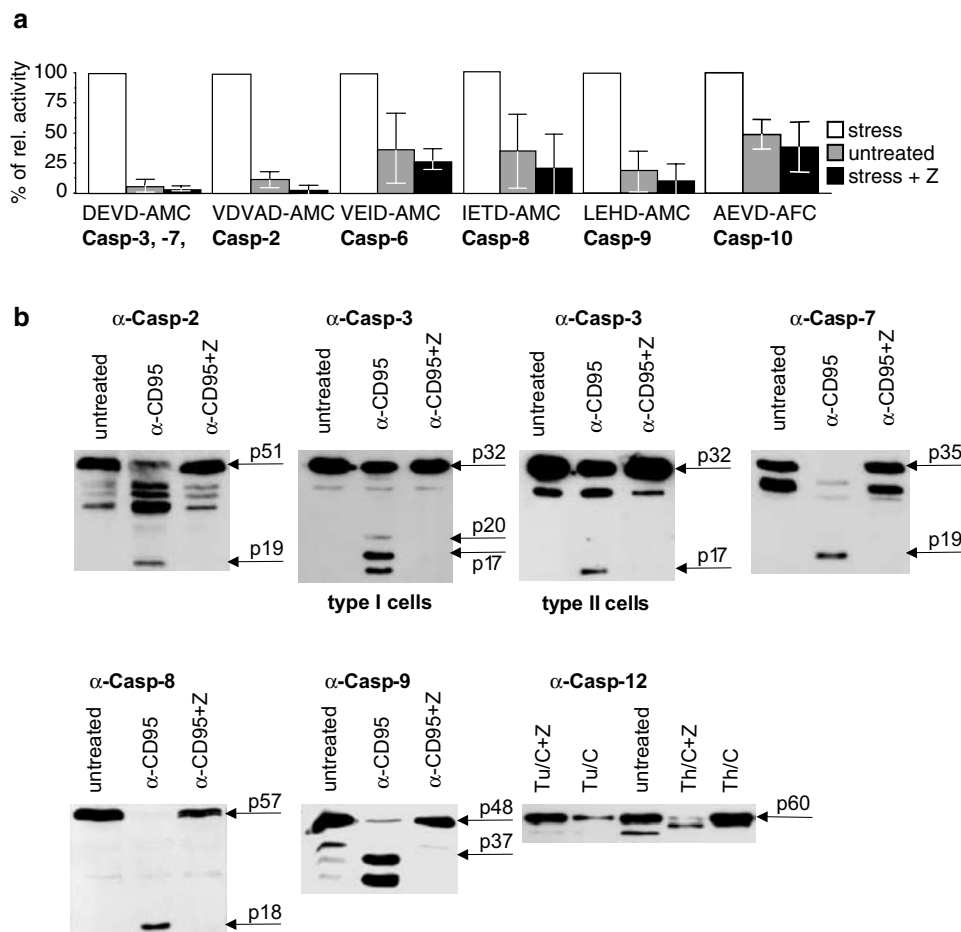 a
% of rel. activity
100
75
50
25
0
stress
untreated
stress + Z
DEVD-AMC VDVAD-AMC VEID-AMC IETD-AMC LEHD-AMC AEVD-AFC
Casp-3, -7, Casp-2 Casp-6 Casp-8 Casp-9 Casp-10
b
α-Casp-2
untreated
α-CD95
α-CD95+Z
p51
p19
α-Casp-3
untreated
α-CD95
α-CD95+Z
p32
p20
p17
type I cells
α-Casp-3
untreated
α-CD95
α-CD95+Z
p32
p17
type II cells
α-Casp-7
untreated
α-CD95
α-CD95+Z
p35
p19
α-Casp-8
untreated
α-CD95
α-CD95+Z
p57
p18
α-Casp-9
untreated
α-CD95
α-CD95+Z
p48
p37
α-Casp-12
Tu/C+Z
Tu/C
untreated
Th/C+Z
Th/C
p60